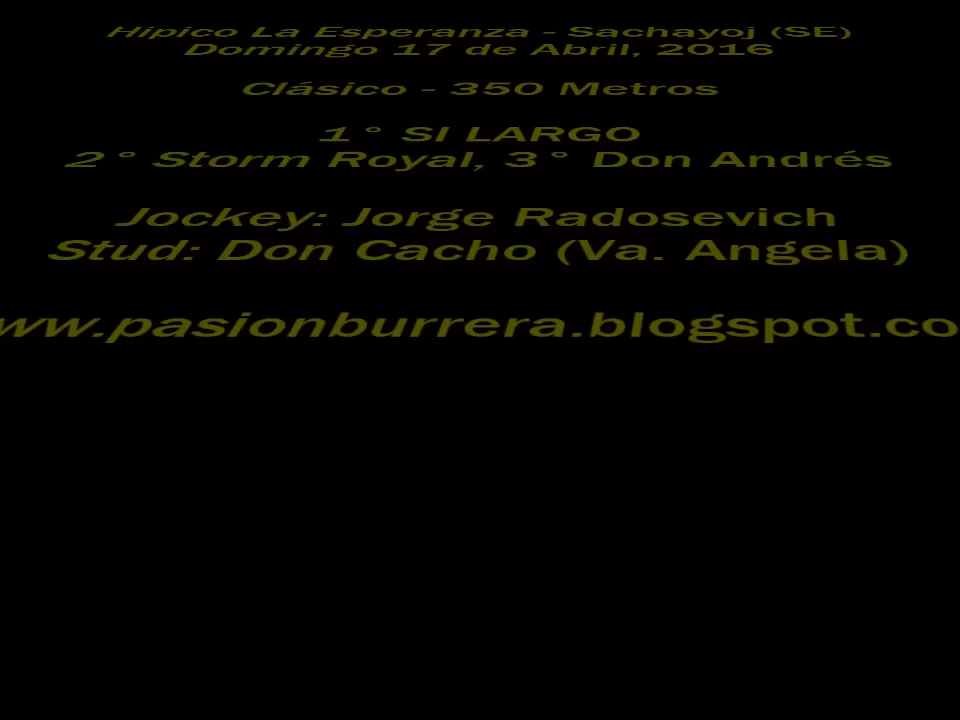 Hipico La Esperanza - Sachayoj (SE)
Domingo 17 de Abril, 2016
Clásico - 350 Metros
1° SI LARGO
2° Storm Royal, 3° Don Andrés
Jockey: Jorge Radosevich
Stud: Don Cacho (Va. Angela)
ww.pasionburrera.blogspot.co